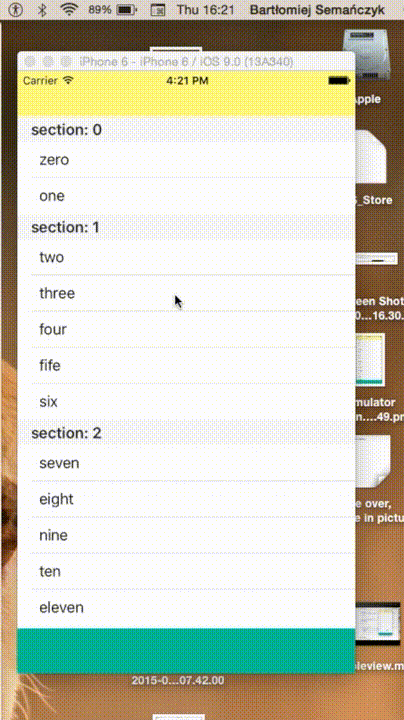 89% Thu 16:21 Bartłomiej Semańczyk
iPhone 6 - iPhone 6 / iOS 9.0 (13A340)
Carrier 4:21 PM
Apple
section: 0
zero
one
_Store
section: 1
two
three
een Shot
0...16.30.
four
fife
six
mulator
n....49.pn
section: 2
seven
eight
e over,
e in pictu
nine
ten
eleven
bleview.m
2015-0...07.42.00